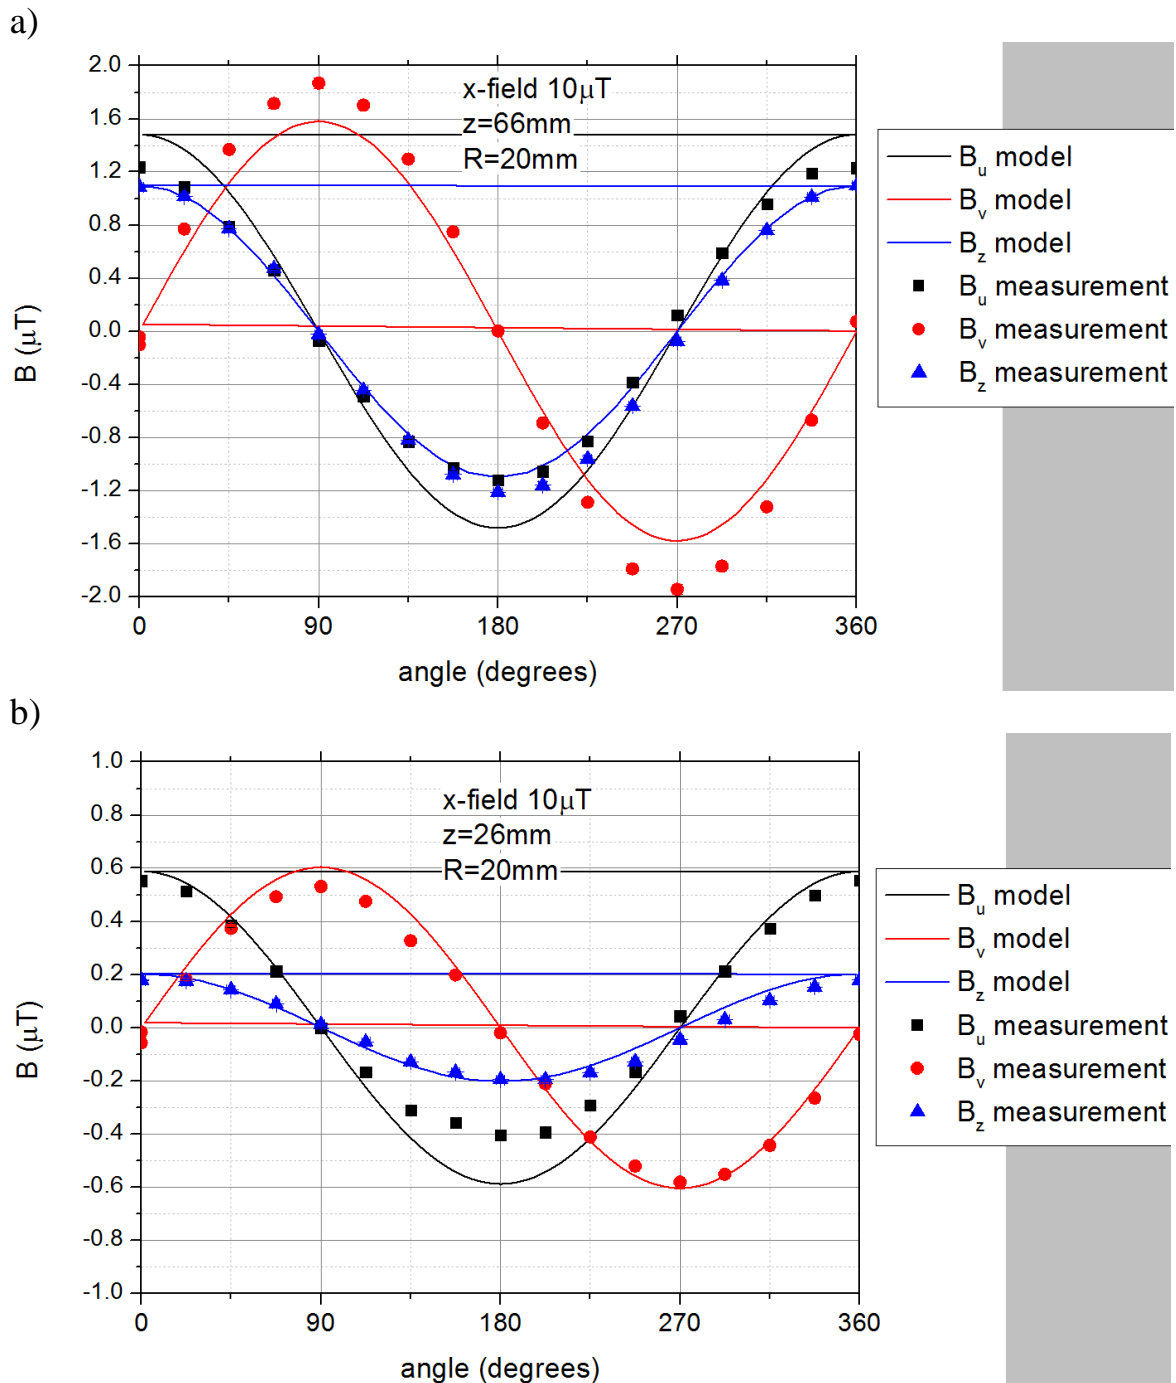 a)
x-field 10μT
z=66mm
R=20mm
2.0
1.6
1.2
0.8
0.4
0.0
-0.4
-0.8
-1.2
-1.6
-2.0
B (μT)
0 90 180 270 360
angle (degrees)
Bu model
Bv model
Bz model
Bu measurement
Bv measurement
Bz measurement
b)
x-field 10μT
z=26mm
R=20mm
1.0
0.8
0.6
0.4
0.2
0.0
-0.2
-0.4
-0.6
-0.8
-1.0
B (μT)
0 90 180 270 360
angle (degrees)
Bu model
Bv model
Bz model
Bu measurement
Bv measurement
Bz measurement